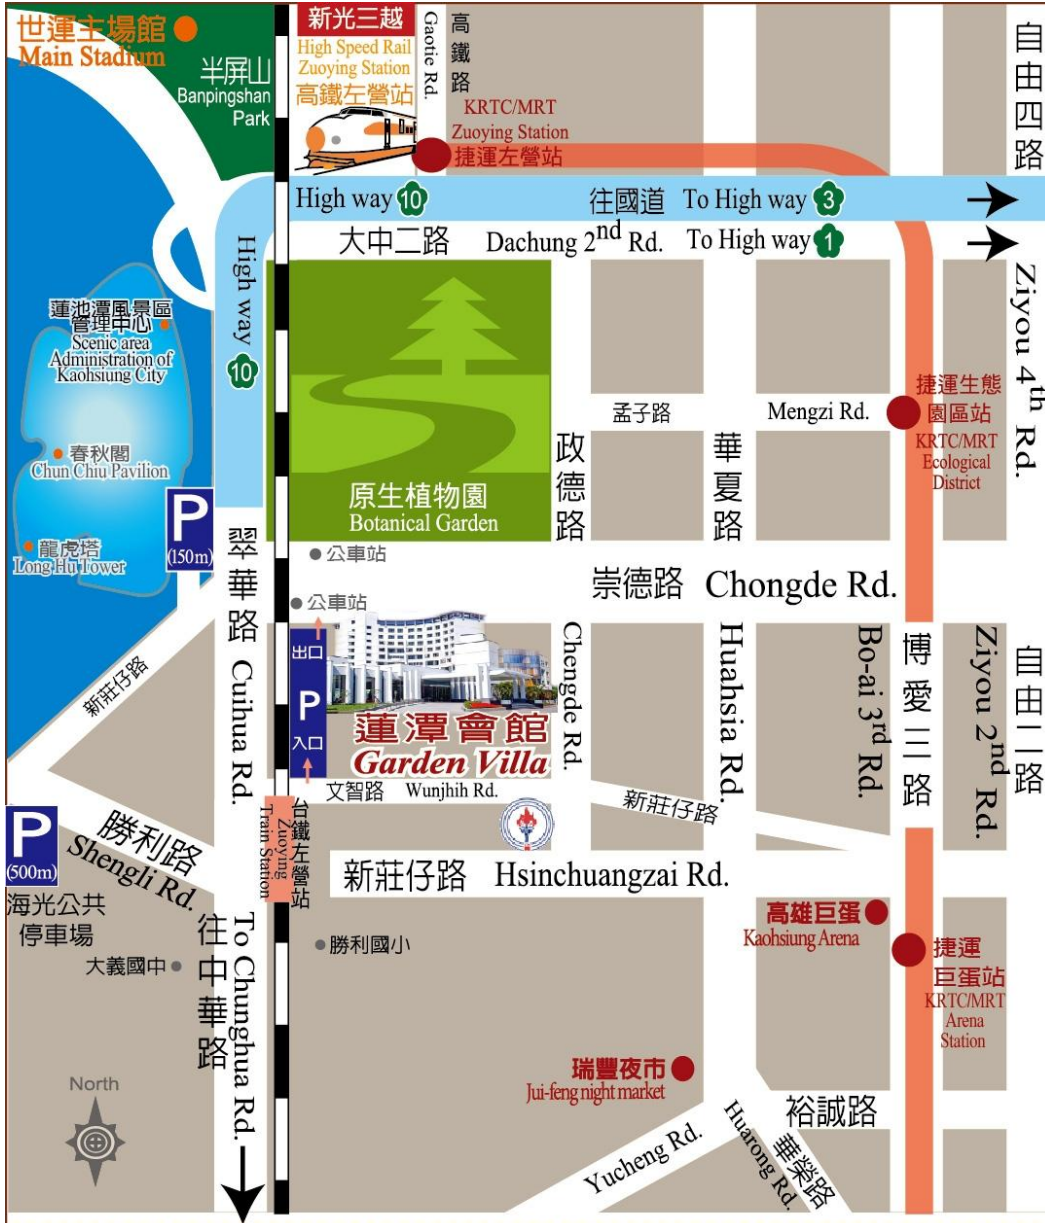 世運主場館
Main Stadium
半屏山
Banpingshan
Park
新光三越
High Speed Rail
Zuoying Station
高鐵左營站
Gaotie Rd.
高鐵路
KRTC/MRT
Zuoying Station
捷運左營站
自由四路
High way 10
往國道 To High way 3
大中二路 Dachung 2nd Rd. To High way 1
High way 10
Ziyou 4th Rd.
蓮池潭風景區
管理中心
Scenic area
Administration of
Kaohsiung City
春秋閣
Chun Chiu Pavilion
龍虎塔
Long Hu Tower
P
(150m)
孟子路 Mengzi Rd.
捷運生態
園區站
KRTC/MRT
Ecological
District
政德路
華夏路
原生植物園
Botanical Garden
公車站
翠華路 Cuihua Rd.
崇德路 Chongde Rd.
公車站
出口
P
入口
蓮潭會館
Garden Villa
Chengde Rd.
Huahsia Rd.
Bo-ai 3rd Rd.
博愛三路
Ziyou 2nd Rd.
自由二路
新莊仔路
文智路 Wunjhih Rd.
新莊仔路
台鐵左營站
Zuoying
Train Station
勝利路
Shengli Rd.
P
(500m)
海光公共
停車場
新莊仔路 Hsinchuangzai Rd.
高雄巨蛋
Kaohsiung Arena
捷運
巨蛋站
KRTC/MRT
Arena
Station
勝利國小
大義國中
往中華路
To Chunghua Rd.
瑞豐夜市
Jui-feng night market
North
裕誠路
Yucheng Rd.
Huarong Rd.
華榮路